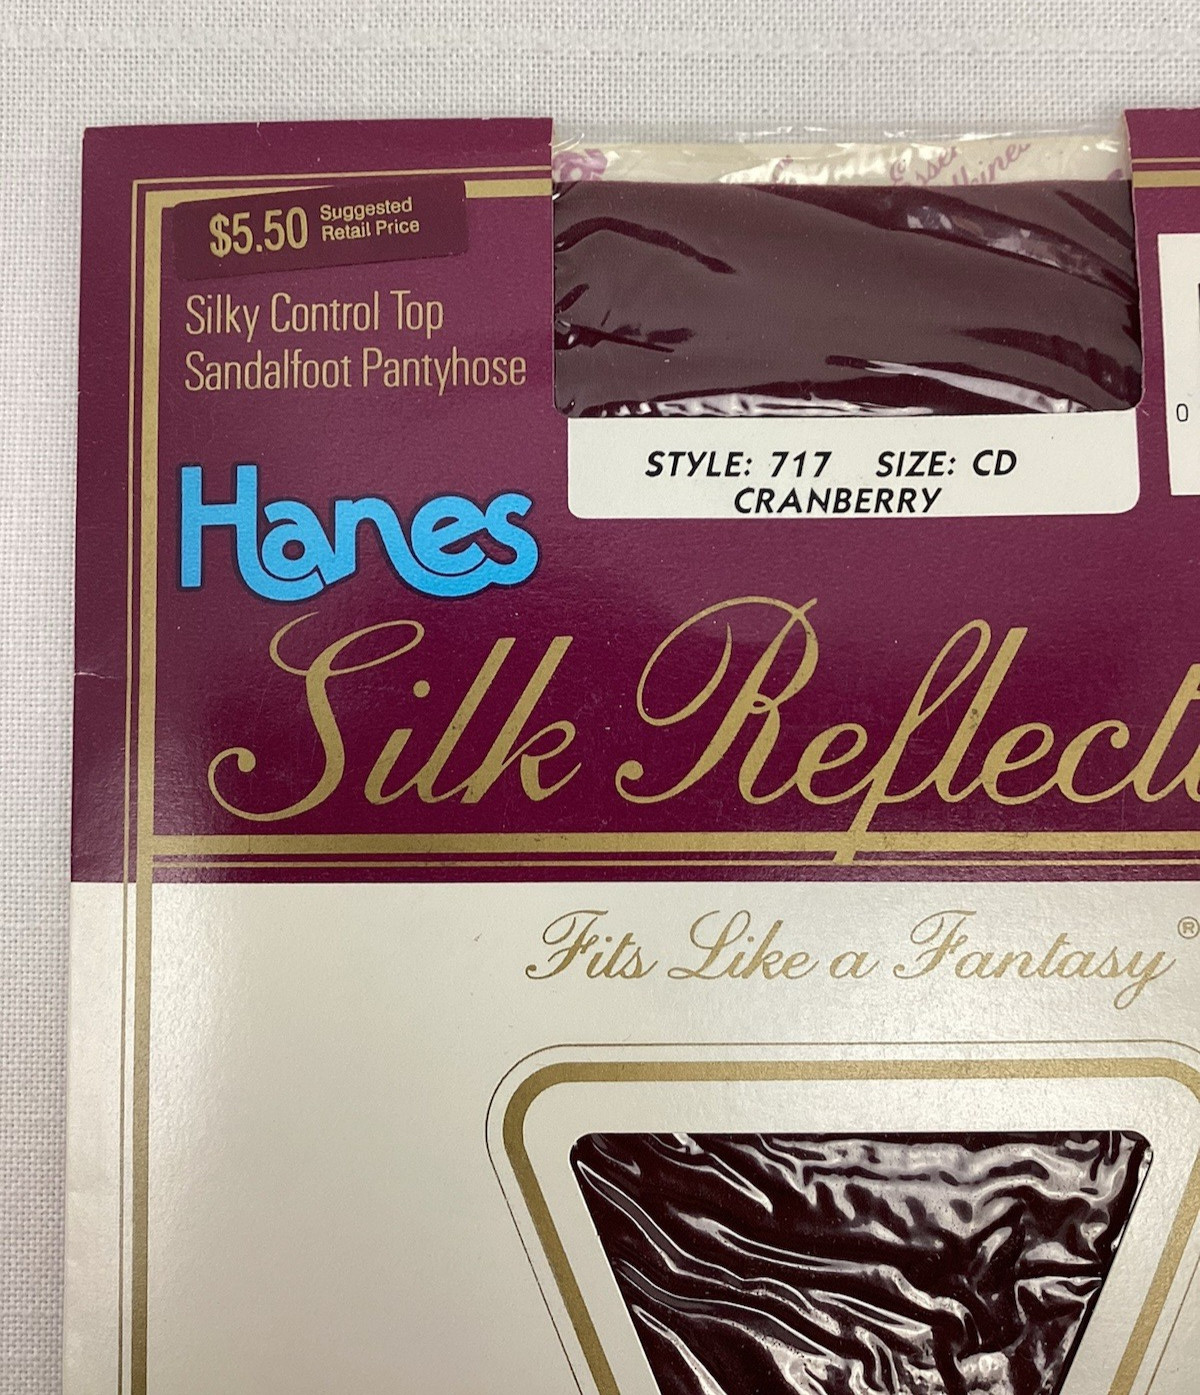 $5.50 Suggested
Retail Price
Silky Control Top
Sandalfoot Pantyhose
STYLE: 717 SIZE: CD
CRANBERRY
0
Hanes
Silk Reflect
Fits Like a Fantasy®